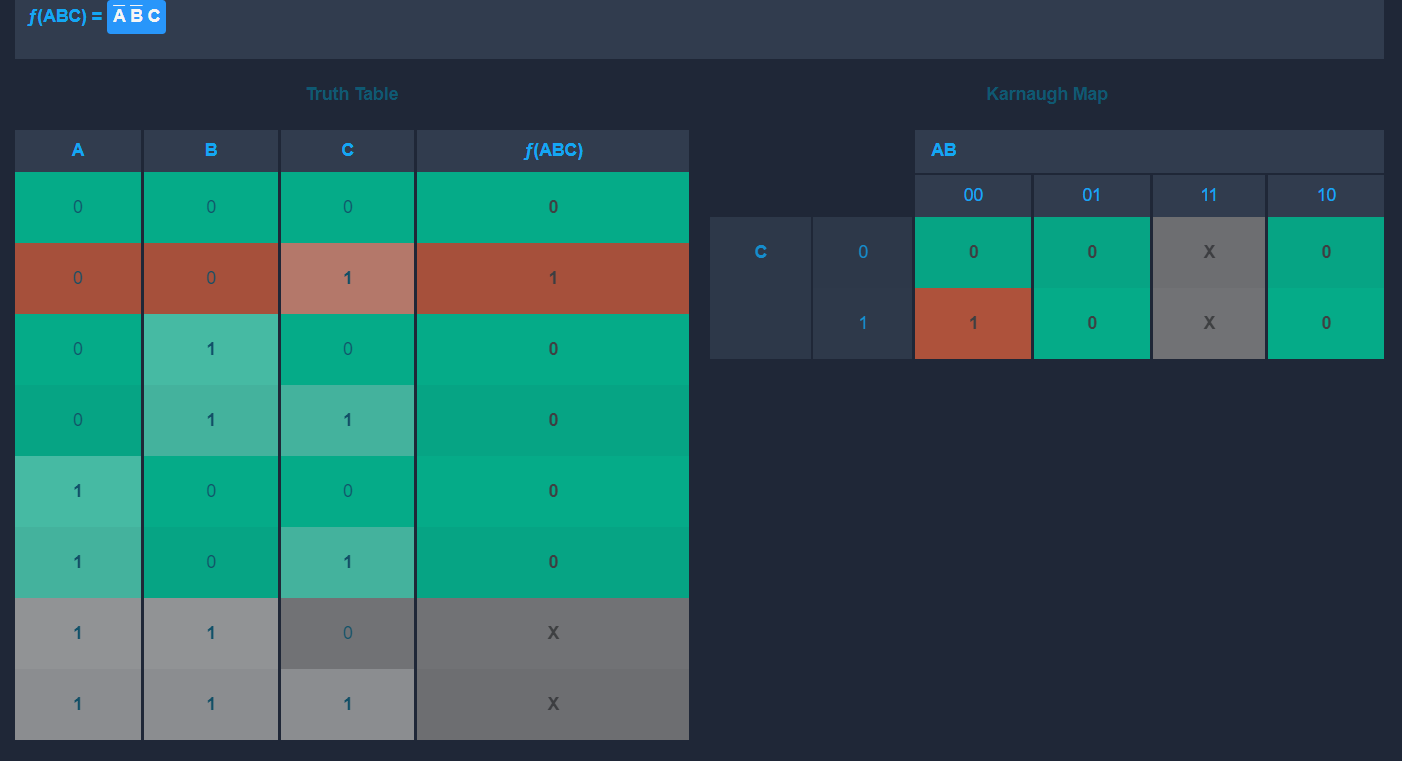 ƒ(ABC) = A̅ B̅ C
Truth Table Karnaugh Map
A B C ƒ(ABC) AB
0 0 0 0 00 01 11 10
0 0 1 1 C 0 0 0 X 0
0 1 0 0 1 1 0 X 0
0 1 1 0
1 0 0 0
1 0 1 0
1 1 0 X
1 1 1 X